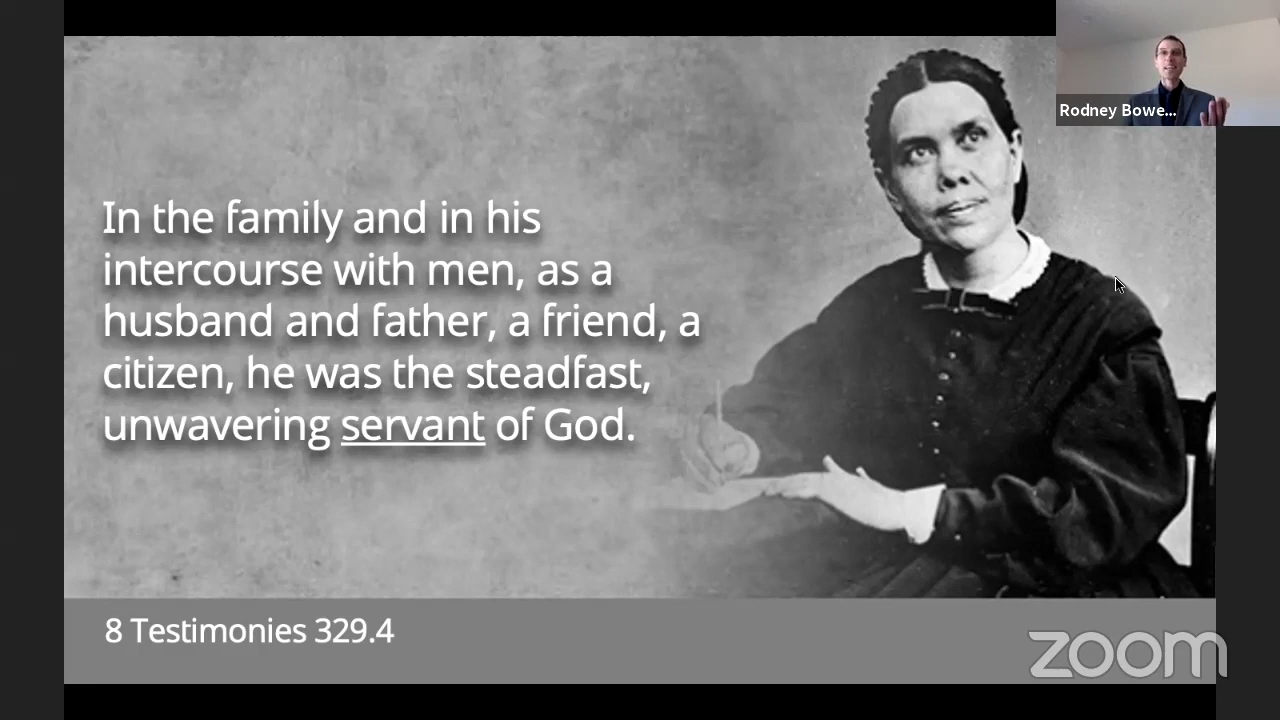 Rodney Bowe...
In the family and in his
intercourse with men, as a
husband and father, a friend, a
citizen, he was the steadfast,
unwavering servant of God.
8 Testimonies 329.4
zoom